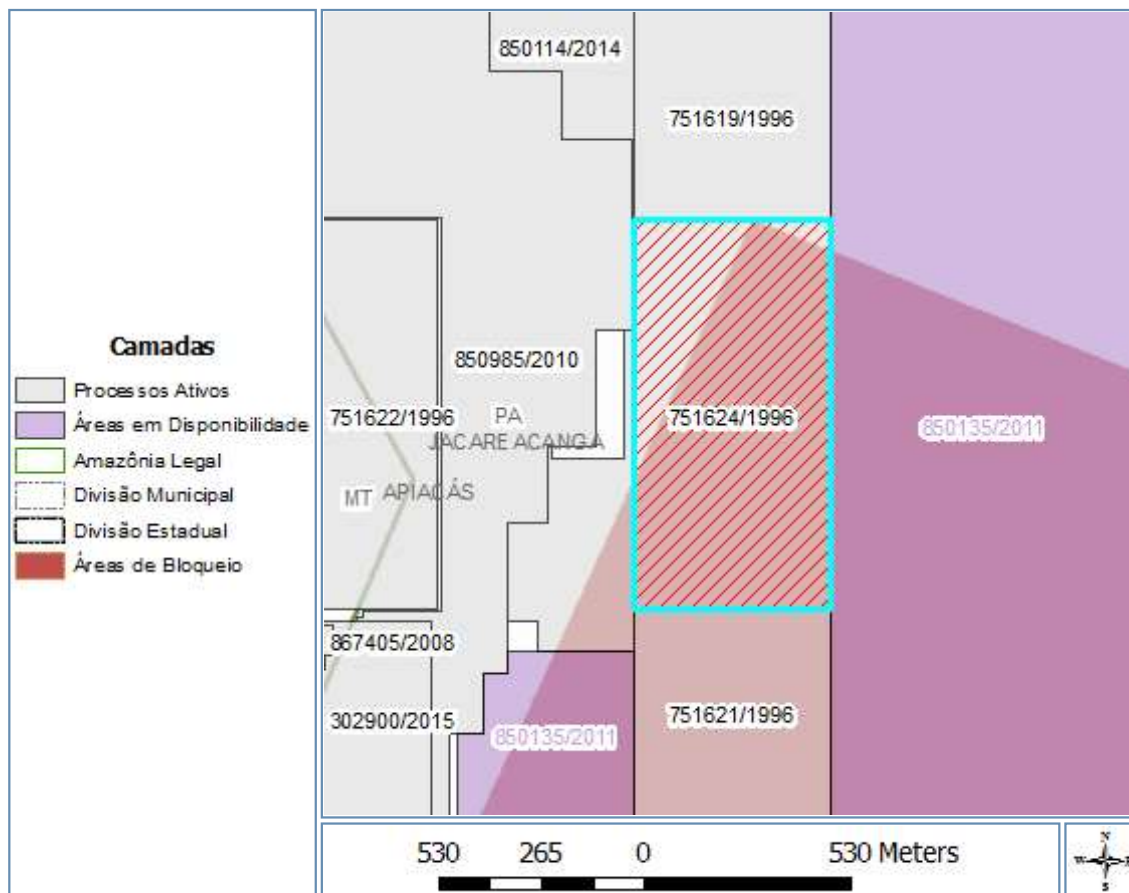 Camadas
Processos Ativos
Áreas em Disponibilidade
Amazônia Legal
Divisão Municipal
Divisão Estadual
Áreas de Bloqueio
850114/2014
751619/1996
850985/2010
751622/1996
PA
JACAREACANGA
751624/1996
850135/2011
MT
APIACÁS
867405/2008
302900/2015
850135/2011
751621/1996
530 265 0 530 Meters
N
W E
S